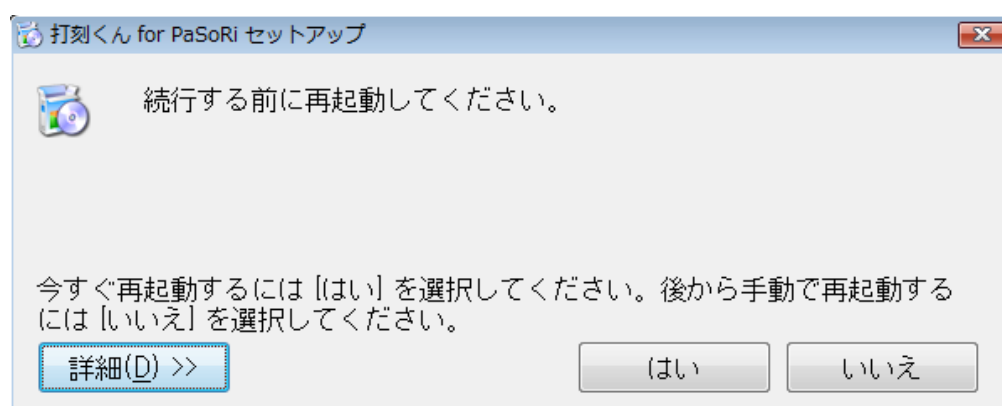 打刻くん for PaSoRi セットアップ
続行する前に再起動してください。
今すぐ再起動するには [はい] を選択してください。後から手動で再起動する
には [いいえ] を選択してください。
詳細(D) >>
はい
いいえ